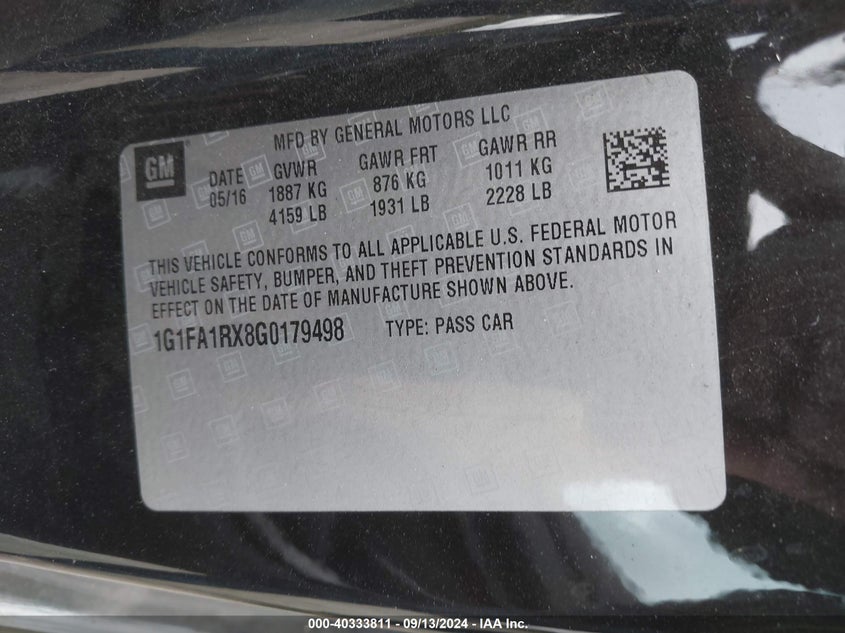 MFD BY GENERAL MOTORS LLC
GM
DATE GVWR GAWR FRT GAWR RR
05/16 1887 KG 876 KG 1011 KG
4159 LB 1931 LB 2228 LB
THIS VEHICLE CONFORMS TO ALL APPLICABLE U.S. FEDERAL MOTOR
VEHICLE SAFETY, BUMPER, AND THEFT PREVENTION STANDARDS IN
EFFECT ON THE DATE OF MANUFACTURE SHOWN ABOVE.
1G1FA1RX8G0179498 TYPE: PASS CAR
000-40333811 - 09/13/2024 - IAA Inc.